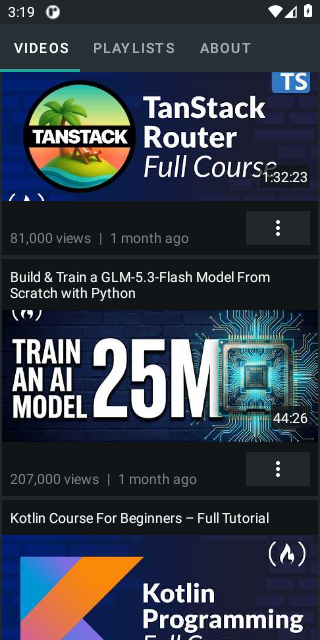 3:19
VIDEOS
PLAYLISTS
ABOUT
TS
TANSTACK
TanStack
Router
Full Course
1:32:23
81,000 views | 1 month ago
Build & Train a GLM-5.3-Flash Model From
Scratch with Python
TRAIN
AN AI
MODEL
25M
44:26
207,000 views | 1 month ago
Kotlin Course For Beginners – Full Tutorial
Kotlin
Programming